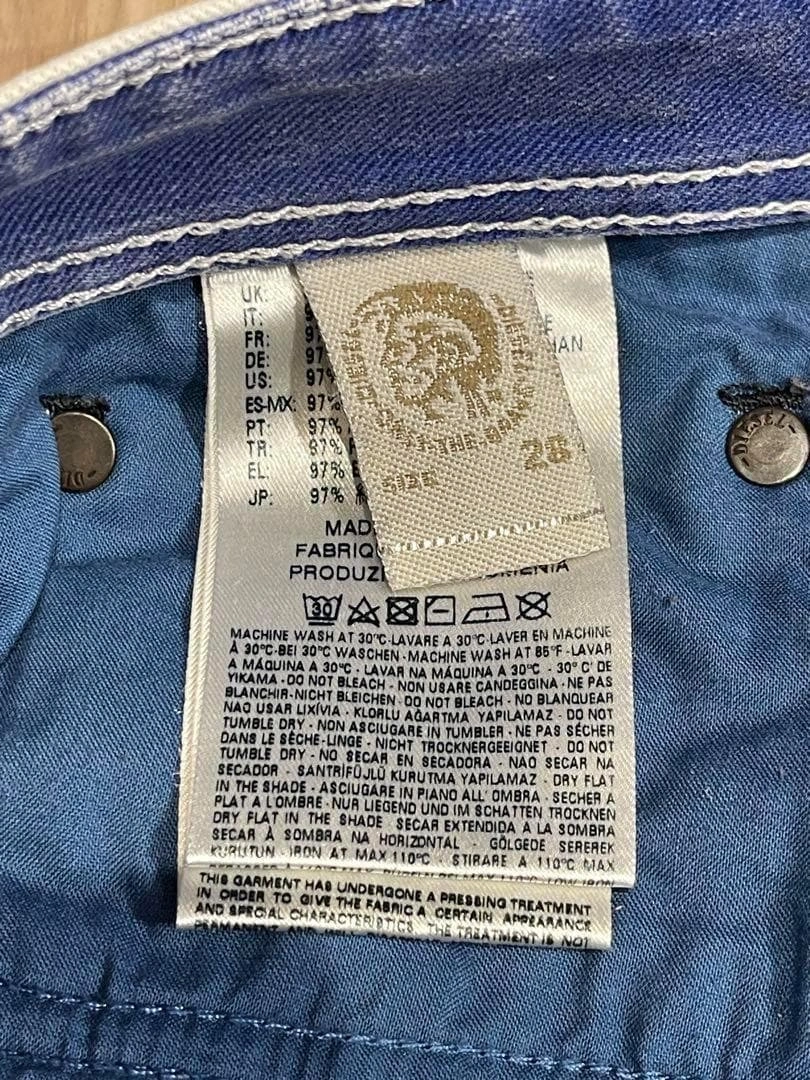 UK:
IT:
FR: 97
DE: 97
US: 97%
ES-MX: 97%
PT: 97%
TR: 97%
EL: 97%
JP: 97%
SIZE 28
DIESEL
MAD
FABRIQ
PRODUZ
30
MACHINE WASH AT 30°C-LAVARE A 30°C-LAVER EN MACHINE
À 30°C-BEI 30°C WASCHEN-MACHINE WASH AT 85°F-LAVAR
A MÁQUINA A 30°C - LAVAR NA MÁQUINA A 30°C - 30° C' DE
YIKAMA - DO NOT BLEACH - NON USARE CANDEGGINA - NE PAS
BLANCHIR-NICHT BLEICHEN-DO NOT BLEACH - NO BLANQUEAR
NAO USAR LIXÍVIA - KLORLU AĞARTMA YAPILAMAZ - DO NOT
TUMBLE DRY - NON ASCIUGARE IN TUMBLER - NE PAS SÉCHER
DANS LE SÈCHE-LINGE - NICHT TROCKNERGEEIGNET - DO NOT
TUMBLE DRY - NO SECAR EN SECADORA - NAO SECAR NA
SECADOR - SANTRİFÜJLÜ KURUTMA YAPILAMAZ - DRY FLAT
IN THE SHADE - ASCIUGARE IN PIANO ALL' OMBRA - SECHER A
PLAT A L'OMBRE - NUR LIEGEND UND IM SCHATTEN TROCKNEN
DRY FLAT IN THE SHADE - SECAR EXTENDIDA A LA SOMBRA
SECAR À SOMBRA NA HORIZONTAL - GÖLGEDE SEREREK
KURUTUN - IRON AT MAX 110°C - STIRARE A 110°C MAX
THIS GARMENT HAS UNDERGONE A PRESSING TREATMENT
IN ORDER TO GIVE THE FABRIC A CERTAIN APPEARANCE
AND SPECIAL CHARACTERISTICS. THE TREATMENT IS NOT